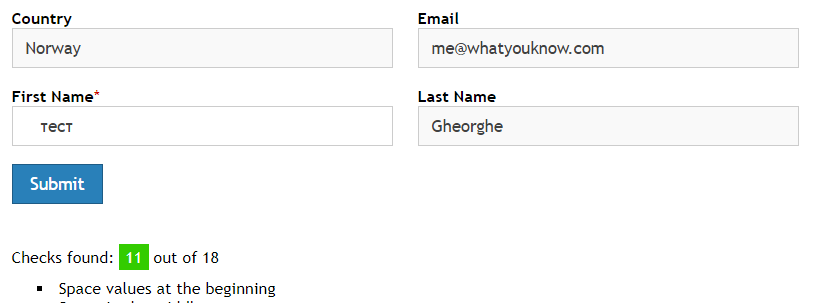 Country
Email
Norway
me@whatyouknow.com
First Name*
Last Name
тест
Gheorghe
Submit
Checks found: 11 out of 18
Space values at the beginning